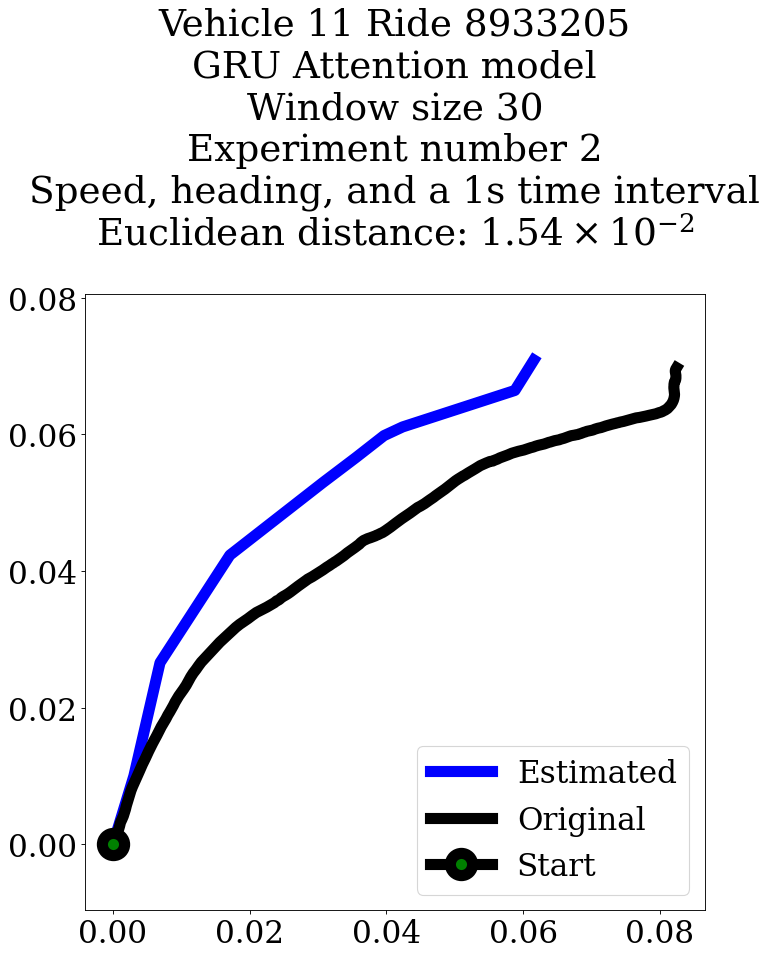 Vehicle 11 Ride 8933205
GRU Attention model
Window size 30
Experiment number 2
Speed, heading, and a 1s time interval
Euclidean distance: 1.54 × 10⁻²
0.08
0.06
0.04
0.02
0.00
Estimated
Original
Start
0.00 0.02 0.04 0.06 0.08